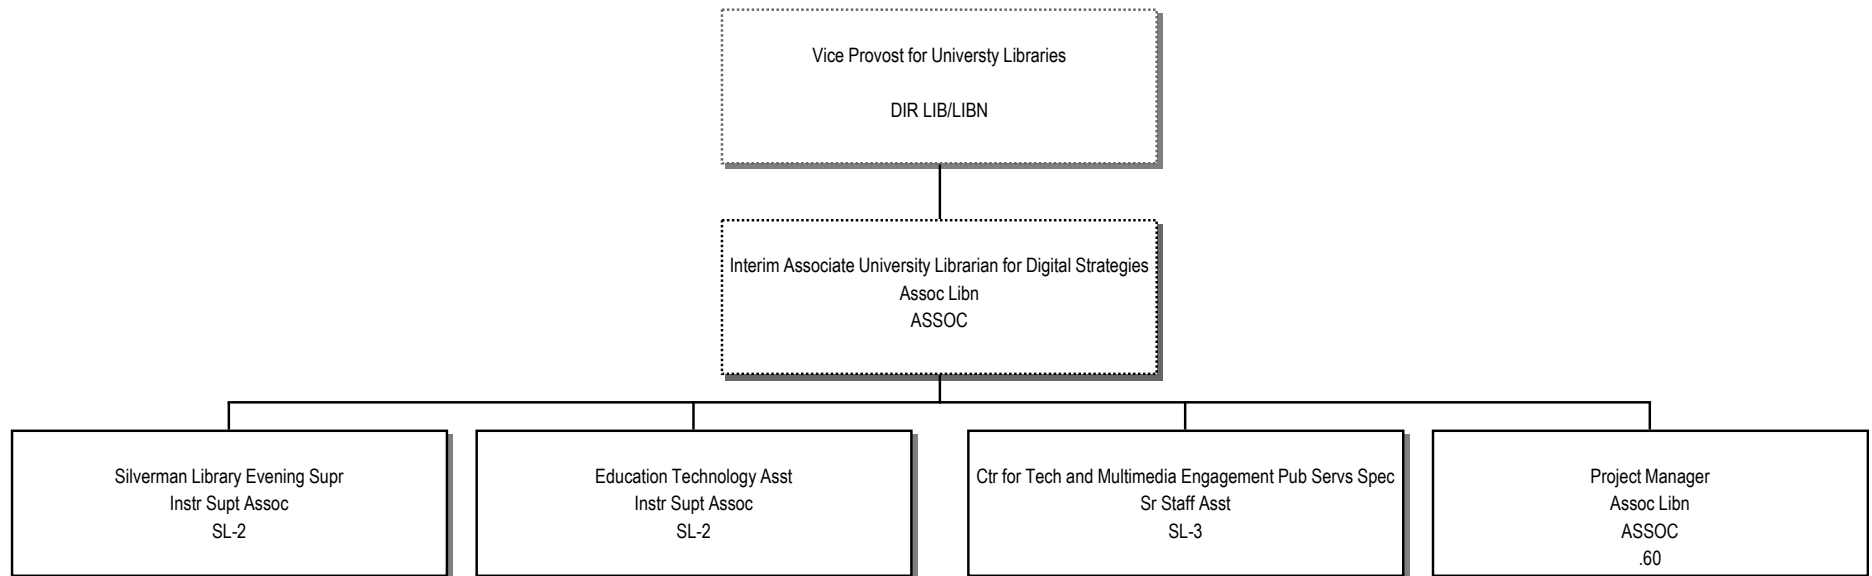 Vice Provost for Universty Libraries
DIR LIB/LIBN
Interim Associate University Librarian for Digital Strategies
Assoc Libn
ASSOC
Silverman Library Evening Supr
Instr Supt Assoc
SL-2
Education Technology Asst
Instr Supt Assoc
SL-2
Ctr for Tech and Multimedia Engagement Pub Servs Spec
Sr Staff Asst
SL-3
Project Manager
Assoc Libn
ASSOC
.60